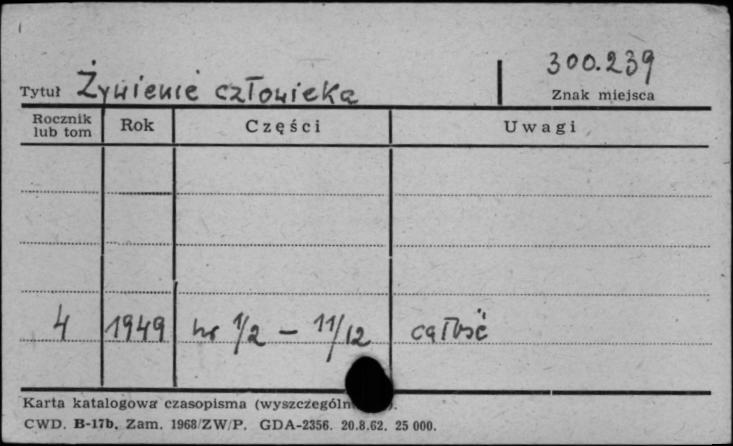 300.239
Tytuł Żywienie człowieka
Znak miejsca
Rocznik lub tom Rok Części Uwagi
4 1949 nr 1/2 – 11/12 całość
Karta katalogowa czasopisma (wyszczególn ).
CWD. B-17b. Zam. 1968/ZW/P. GDA-2356. 20.8.62. 25 000.